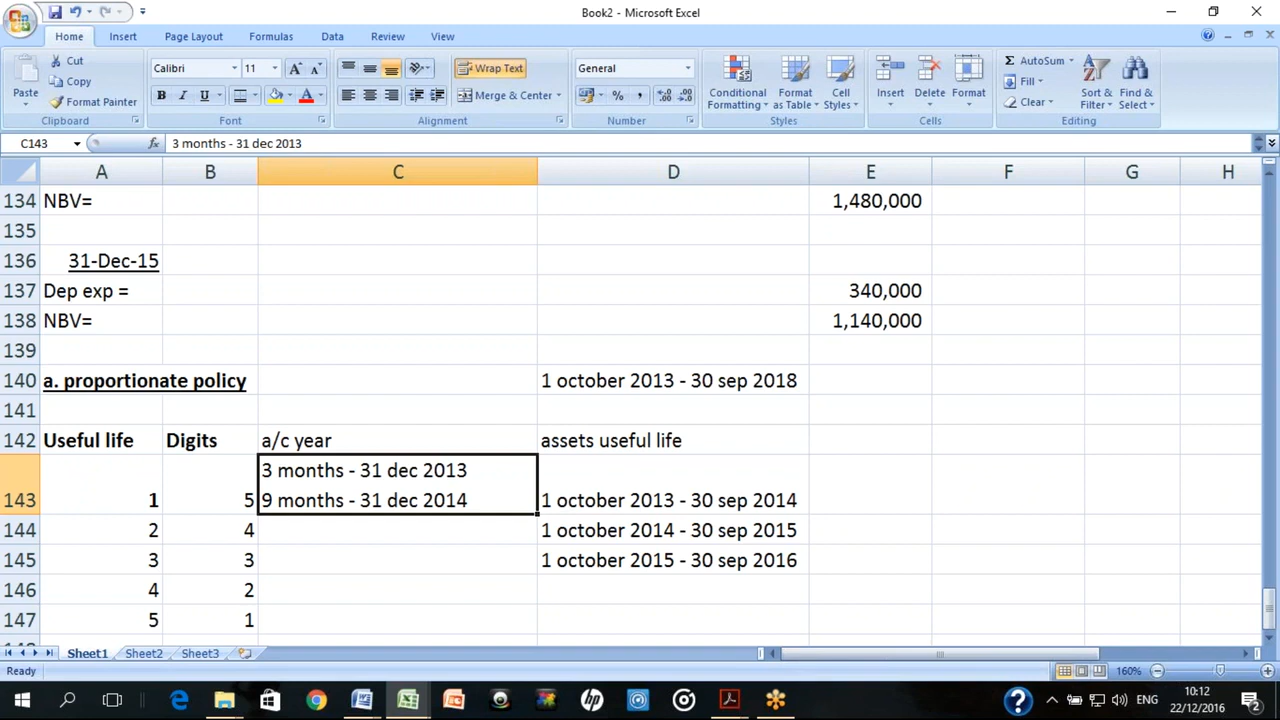 Book2 - Microsoft Excel
Home Insert Page Layout Formulas Data Review View
Paste
Cut
Copy
Format Painter
Clipboard
Calibri 11
B I U
Font
Wrap Text
Merge & Center
Alignment
General
% ,
Number
Conditional Formatting
Format as Table
Cell Styles
Styles
Insert Delete Format
Cells
Σ AutoSum
Fill
Clear
Sort & Filter
Find & Select
Editing
C143 fx 3 months - 31 dec 2013
A B C D E F G H
134 NBV= 1,480,000
135
136 31-Dec-15
137 Dep exp = 340,000
138 NBV= 1,140,000
139
140 a. proportionate policy 1 october 2013 - 30 sep 2018
141
142 Useful life Digits a/c year assets useful life
3 months - 31 dec 2013
143 1 5 9 months - 31 dec 2014 1 october 2013 - 30 sep 2014
144 2 4 1 october 2014 - 30 sep 2015
145 3 3 1 october 2015 - 30 sep 2016
146 4 2
147 5 1
Sheet1 Sheet2 Sheet3
Ready 160%
ENG 10:12
22/12/2016